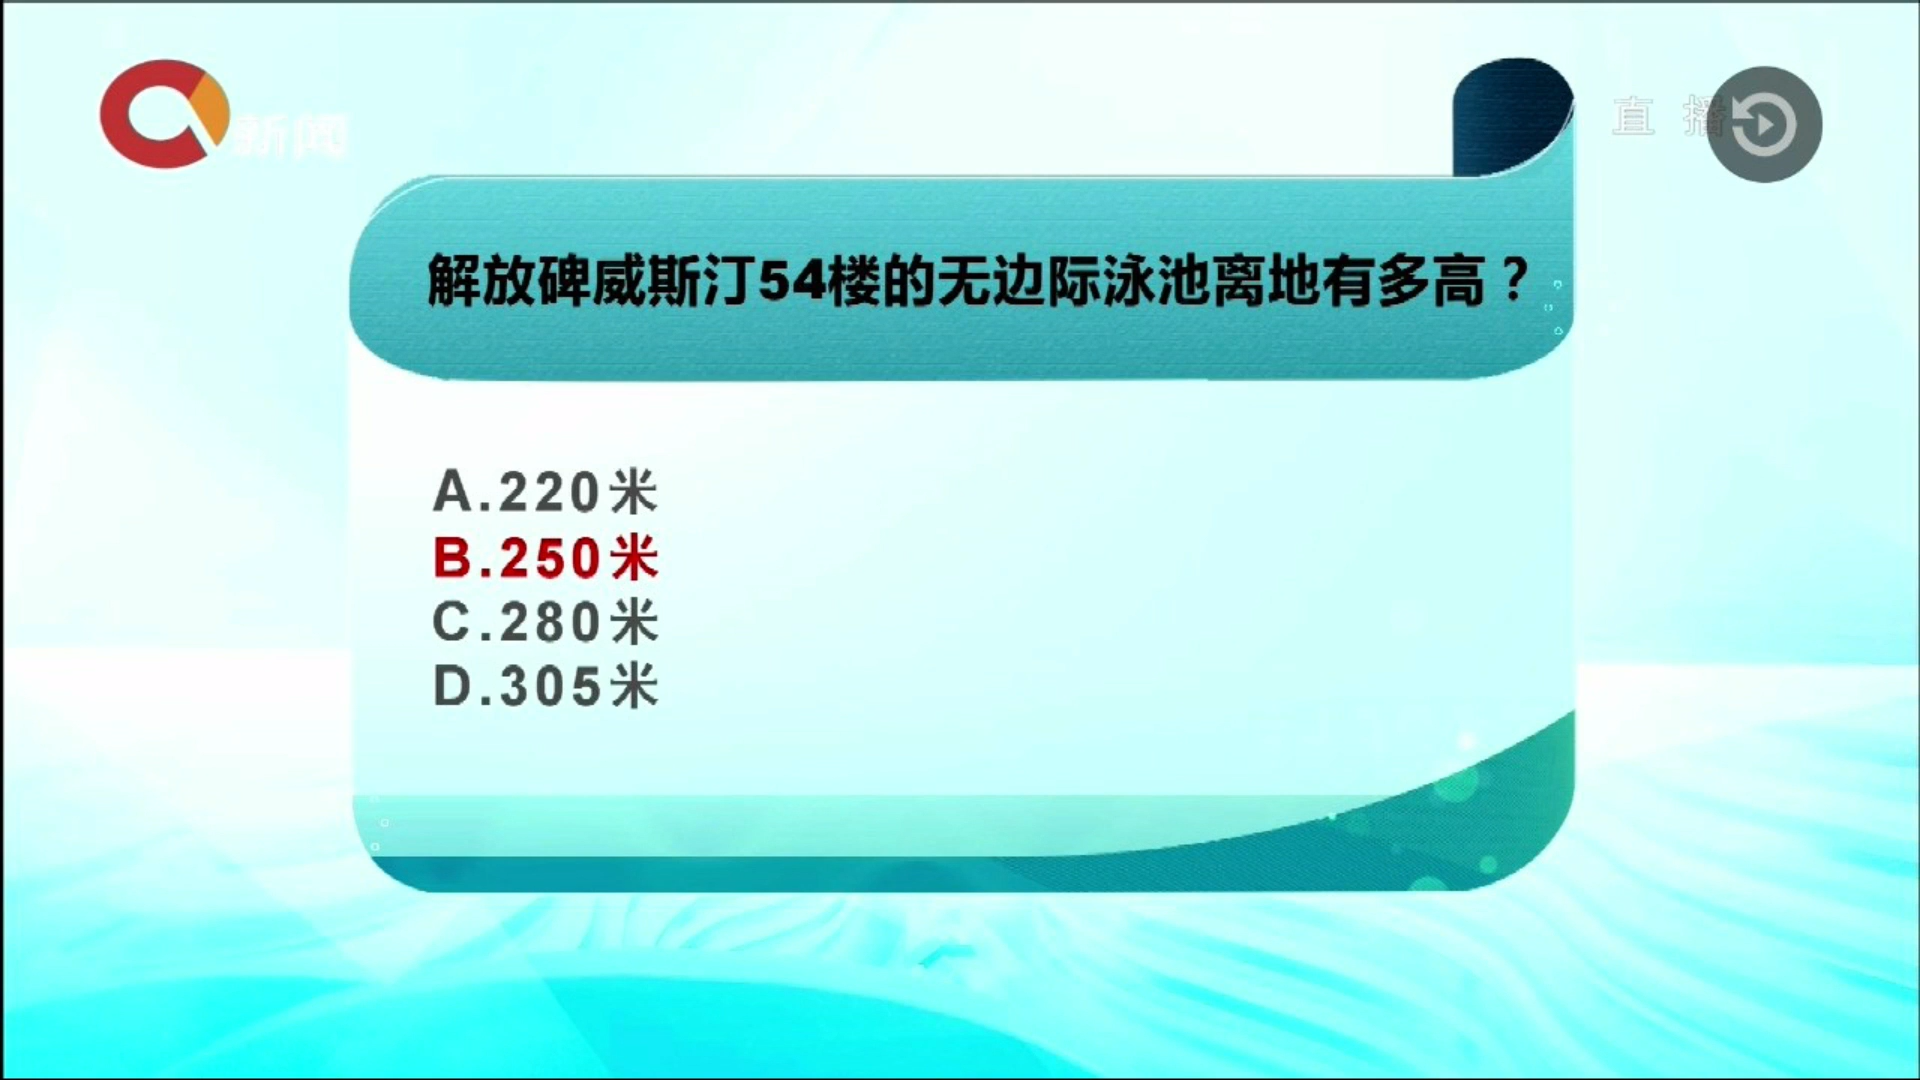 新闻
直播
解放碑威斯汀54楼的无边际泳池离地有多高？
A.220米
B.250米
C.280米
D.305米